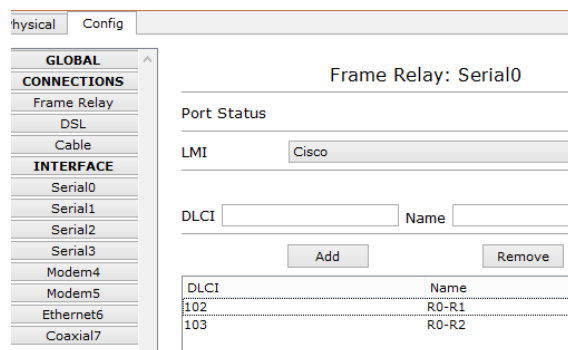 Physical Config
GLOBAL
CONNECTIONS
Frame Relay
DSL
Cable
INTERFACE
Serial0
Serial1
Serial2
Serial3
Modem4
Modem5
Ethernet6
Coaxial7
Frame Relay: Serial0
Port Status
LMI Cisco
DLCI Name
Add Remove
DLCI Name
102 R0-R1
103 R0-R2